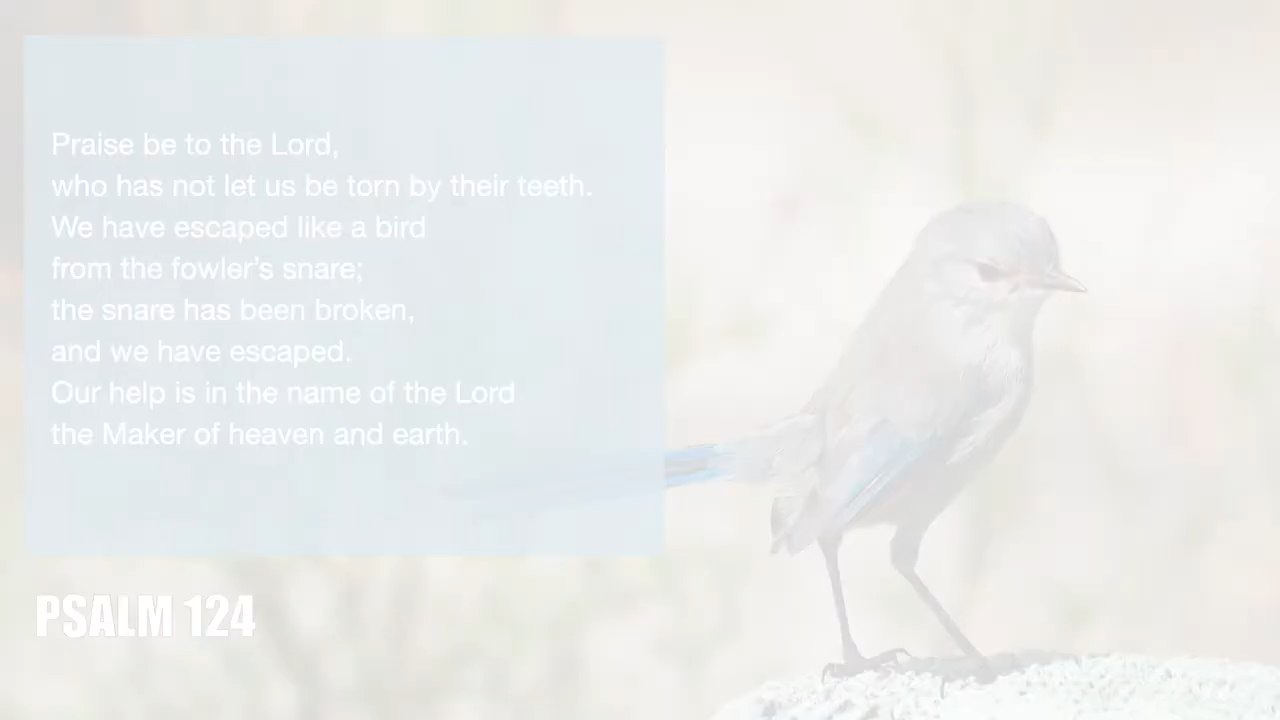 Praise be to the Lord,
who has not let us be torn by their teeth.
We have escaped like a bird
from the fowler's snare;
the snare has been broken,
and we have escaped.
Our help is in the name of the Lord
the Maker of heaven and earth.
PSALM 124